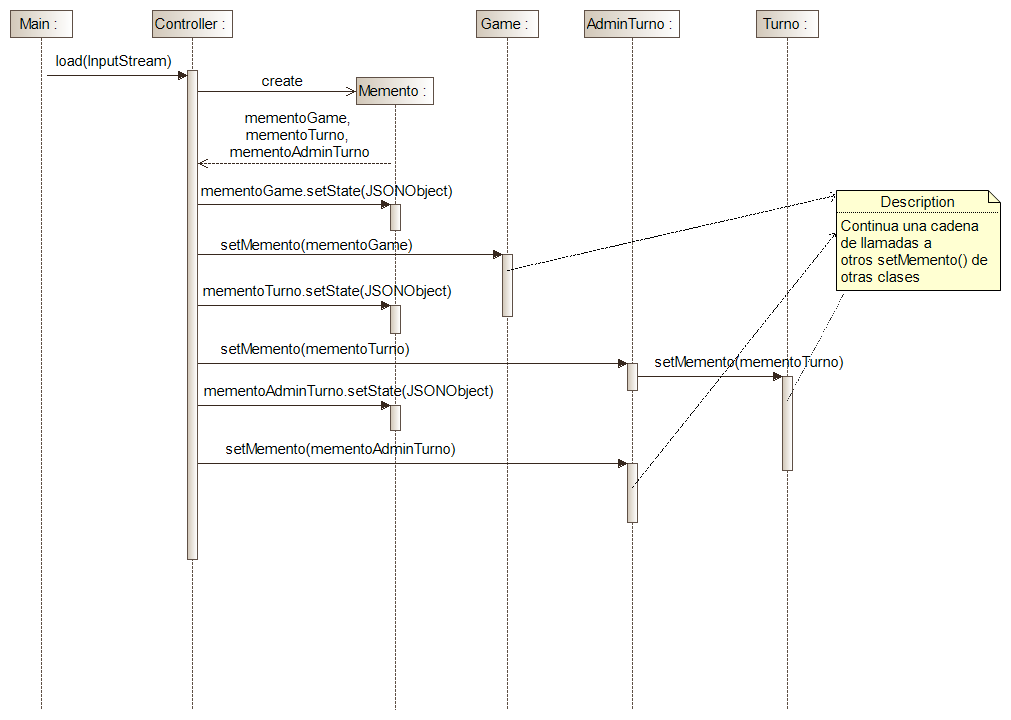 Main :
Controller :
Game :
AdminTurno :
Turno :
load(InputStream)
create
Memento :
mementoGame,
mementoTurno,
mementoAdminTurno
mementoGame.setState(JSONObject)
setMemento(mementoGame)
Description
Continua una cadena
de llamadas a
otros setMemento() de
otras clases
mementoTurno.setState(JSONObject)
setMemento(mementoTurno)
setMemento(mementoTurno)
mementoAdminTurno.setState(JSONObject)
setMemento(mementoAdminTurno)